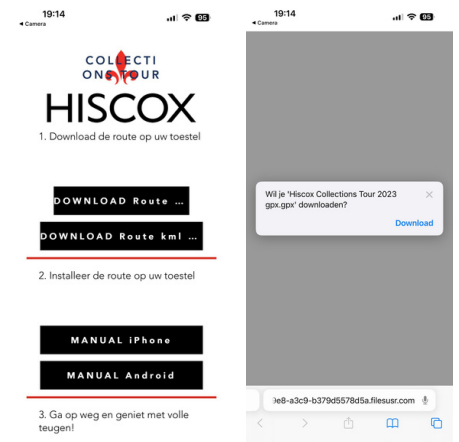 19:14
95
◂ Camera
COLLECTI
ONS TOUR
HISCOX
1. Download de route op uw toestel
DOWNLOAD Route ...
DOWNLOAD Route kml ...
2. Installeer de route op uw toestel
MANUAL iPhone
MANUAL Android
3. Ga op weg en geniet met volle
teugen!
19:14
95
◂ Camera
Wil je 'Hiscox Collections Tour 2023
gpx.gpx' downloaden?
Download
9e8-a3c9-b379d5578d5a.filesusr.com